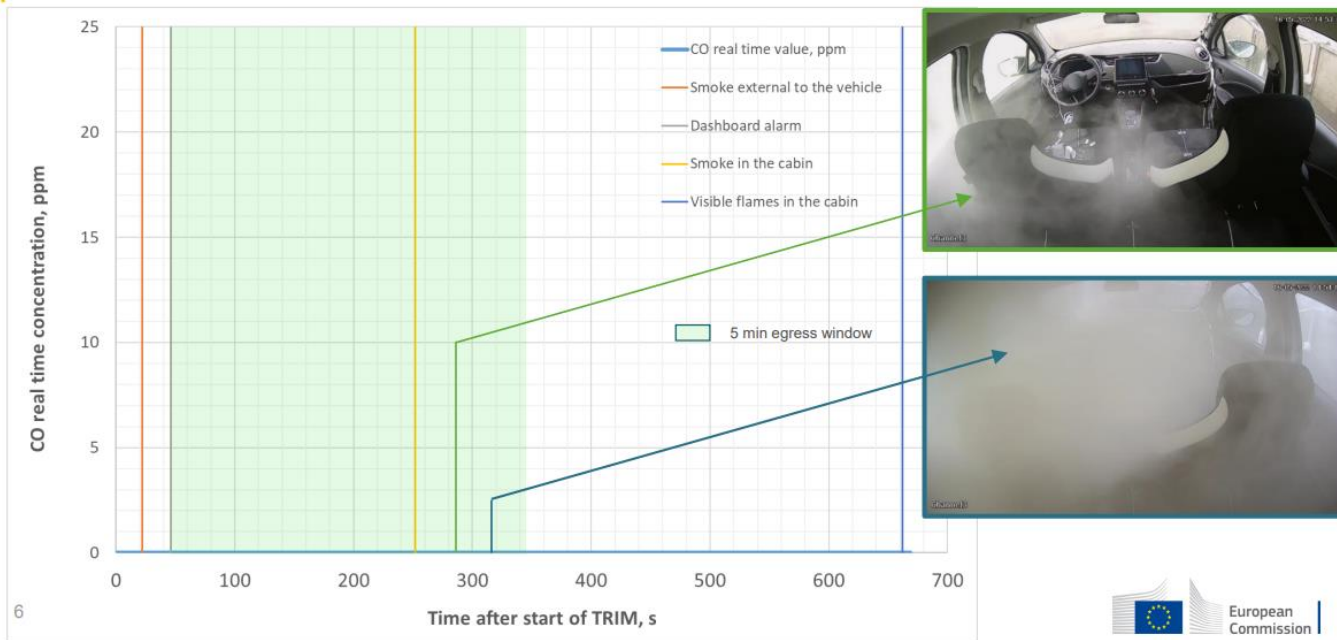 25
20
15
10
5
0
CO real time concentration, ppm
0 100 200 300 400 500 600 700
Time after start of TRIM, s
CO real time value, ppm
Smoke external to the vehicle
Dashboard alarm
Smoke in the cabin
Visible flames in the cabin
5 min egress window
6
European
Commission